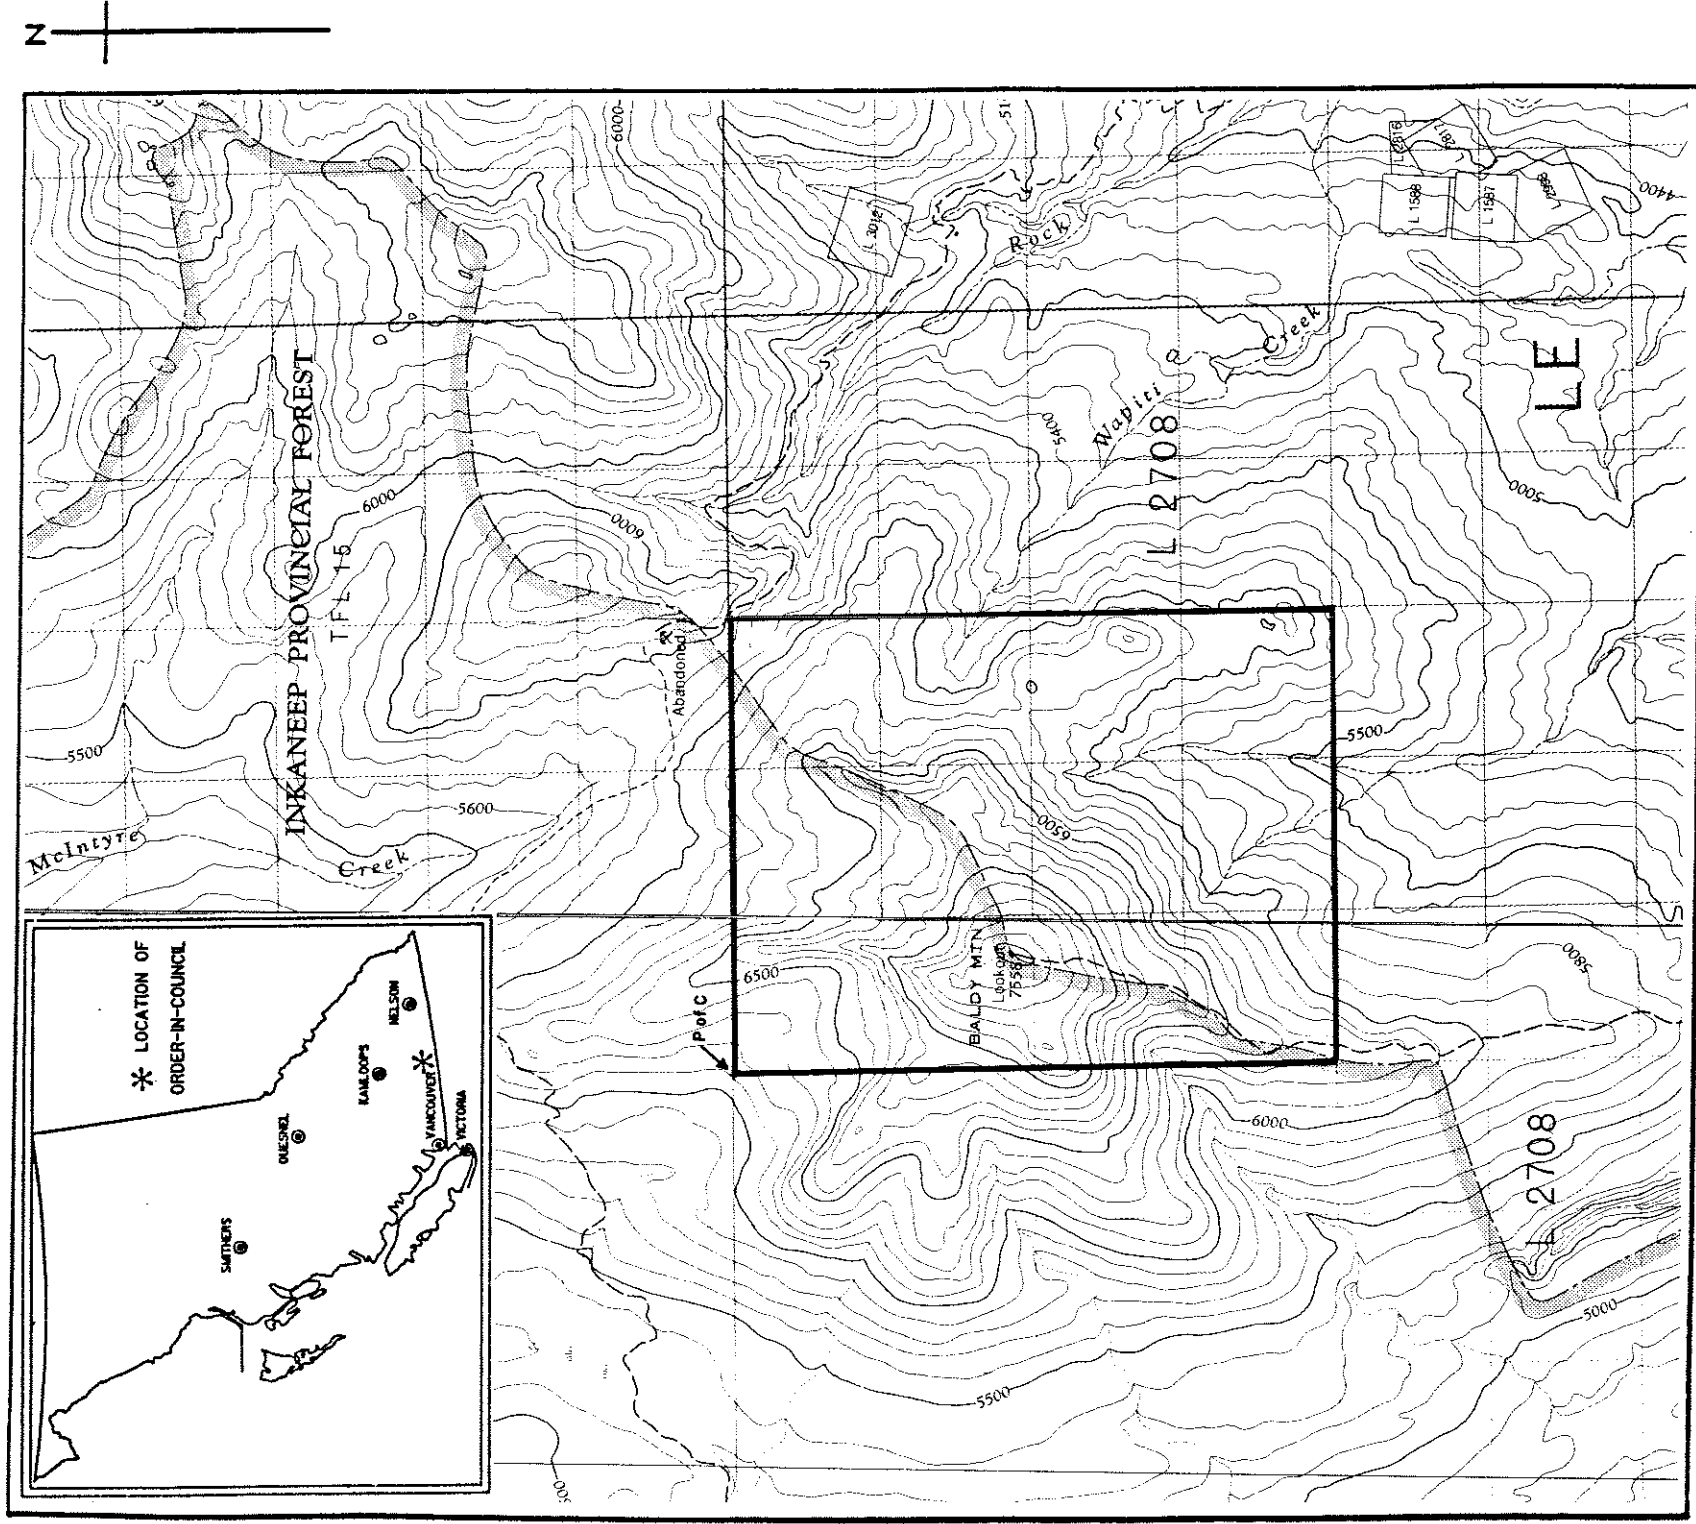 N
INKANEEP PROVINCIAL FOREST
TFL 15
McIntyre
Creek
5500
5600
6000
6000
6000
Abandoned
L 3012
Rock
Wapiti
Creek
5400
L 2708
L 1588
L 1587
4400
LE
5000
5500
6500
6500
BALDY MTN
Lookout
P of C
6000
5800
L 2708
5000
5500
* LOCATION OF
ORDER-IN-COUNCIL
SMITHERS
QUESNEL
KAMLOOPS
NELSON
VANCOUVER
VICTORIA